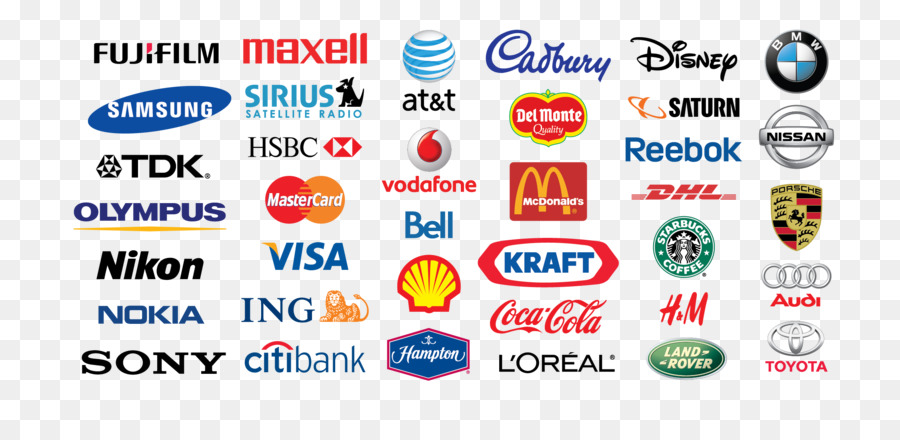 FUJIFILM
SAMSUNG
TDK®
OLYMPUS
Nikon
NOKIA
SONY
maxell
SIRIUS
SATELLITE RADIO
HSBC
MasterCard
VISA
ING
citibank
at&t
vodafone
Bell
Hampton
Cadbury
Del Monte
Quality
McDonald's
KRAFT
Coca-Cola
L'ORÉAL®
Disney
SATURN
Reebok
DHL
STARBUCKS
COFFEE
H&M
LAND
ROVER
BMW
NISSAN
PORSCHE
Audi
TOYOTA